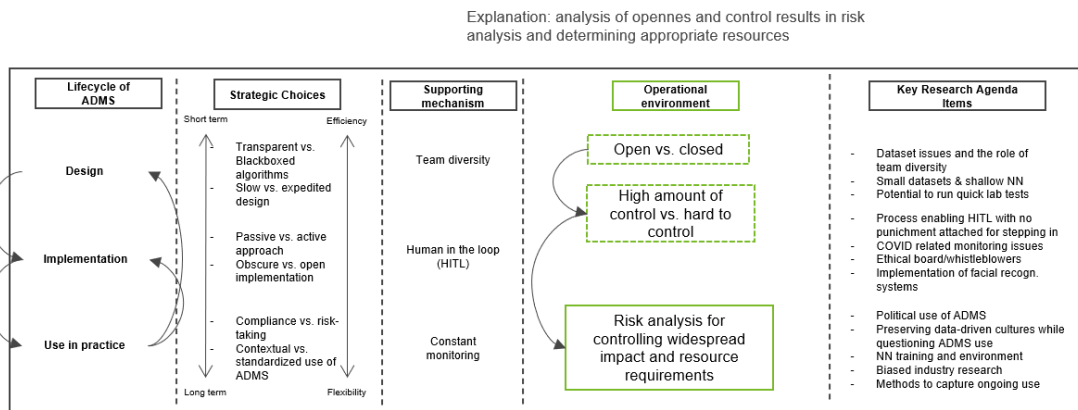 Explanation: analysis of opennes and control results in risk
analysis and determining appropriate resources
Lifecycle of
ADMS
Design
Implementation
Use in practice
Strategic Choices
Short term
Efficiency
- Transparent vs.
Blackboxed
algorithms
- Slow vs. expedited
design
- Passive vs. active
approach
- Obscure vs. open
implementation
- Compliance vs. risk-
taking
- Contextual vs.
standardized use of
ADMS
Long term
Flexibility
Supporting
mechanism
Team diversity
Human in the loop
(HITL)
Constant
monitoring
Operational
environment
Open vs. closed
High amount of
control vs. hard to
control
Risk analysis for
controlling widespread
impact and resource
requirements
Key Research Agenda
Items
- Dataset issues and the role of
team diversity
- Small datasets & shallow NN
- Potential to run quick lab tests
- Process enabling HITL with no
punichment attached for stepping in
- COVID related monitoring issues
- Ethical board/whistleblowers
- Implementation of facial recogn.
systems
- Political use of ADMS
- Preserving data-driven cultures while
questioning ADMS use
- NN training and environment
- Biased industry research
- Methods to capture ongoing use